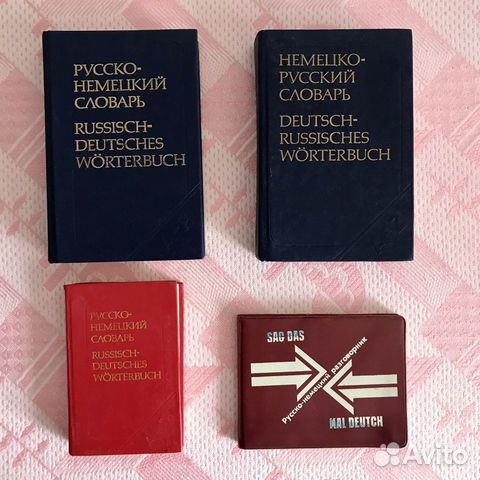 РУССКО-
НЕМЕЦКИЙ
СЛОВАРЬ
RUSSISCH-
DEUTSCHES
WÖRTERBUCH
НЕМЕЦКО-
РУССКИЙ
СЛОВАРЬ
DEUTSCH-
RUSSISCHES
WÖRTERBUCH
РУССКО-
НЕМЕЦКИЙ
СЛОВАРЬ
RUSSISCH-
DEUTSCHES
WÖRTERBUCH
SAG DAS
Русско-немецкий разговорник
MAL DEUTCH
Avito